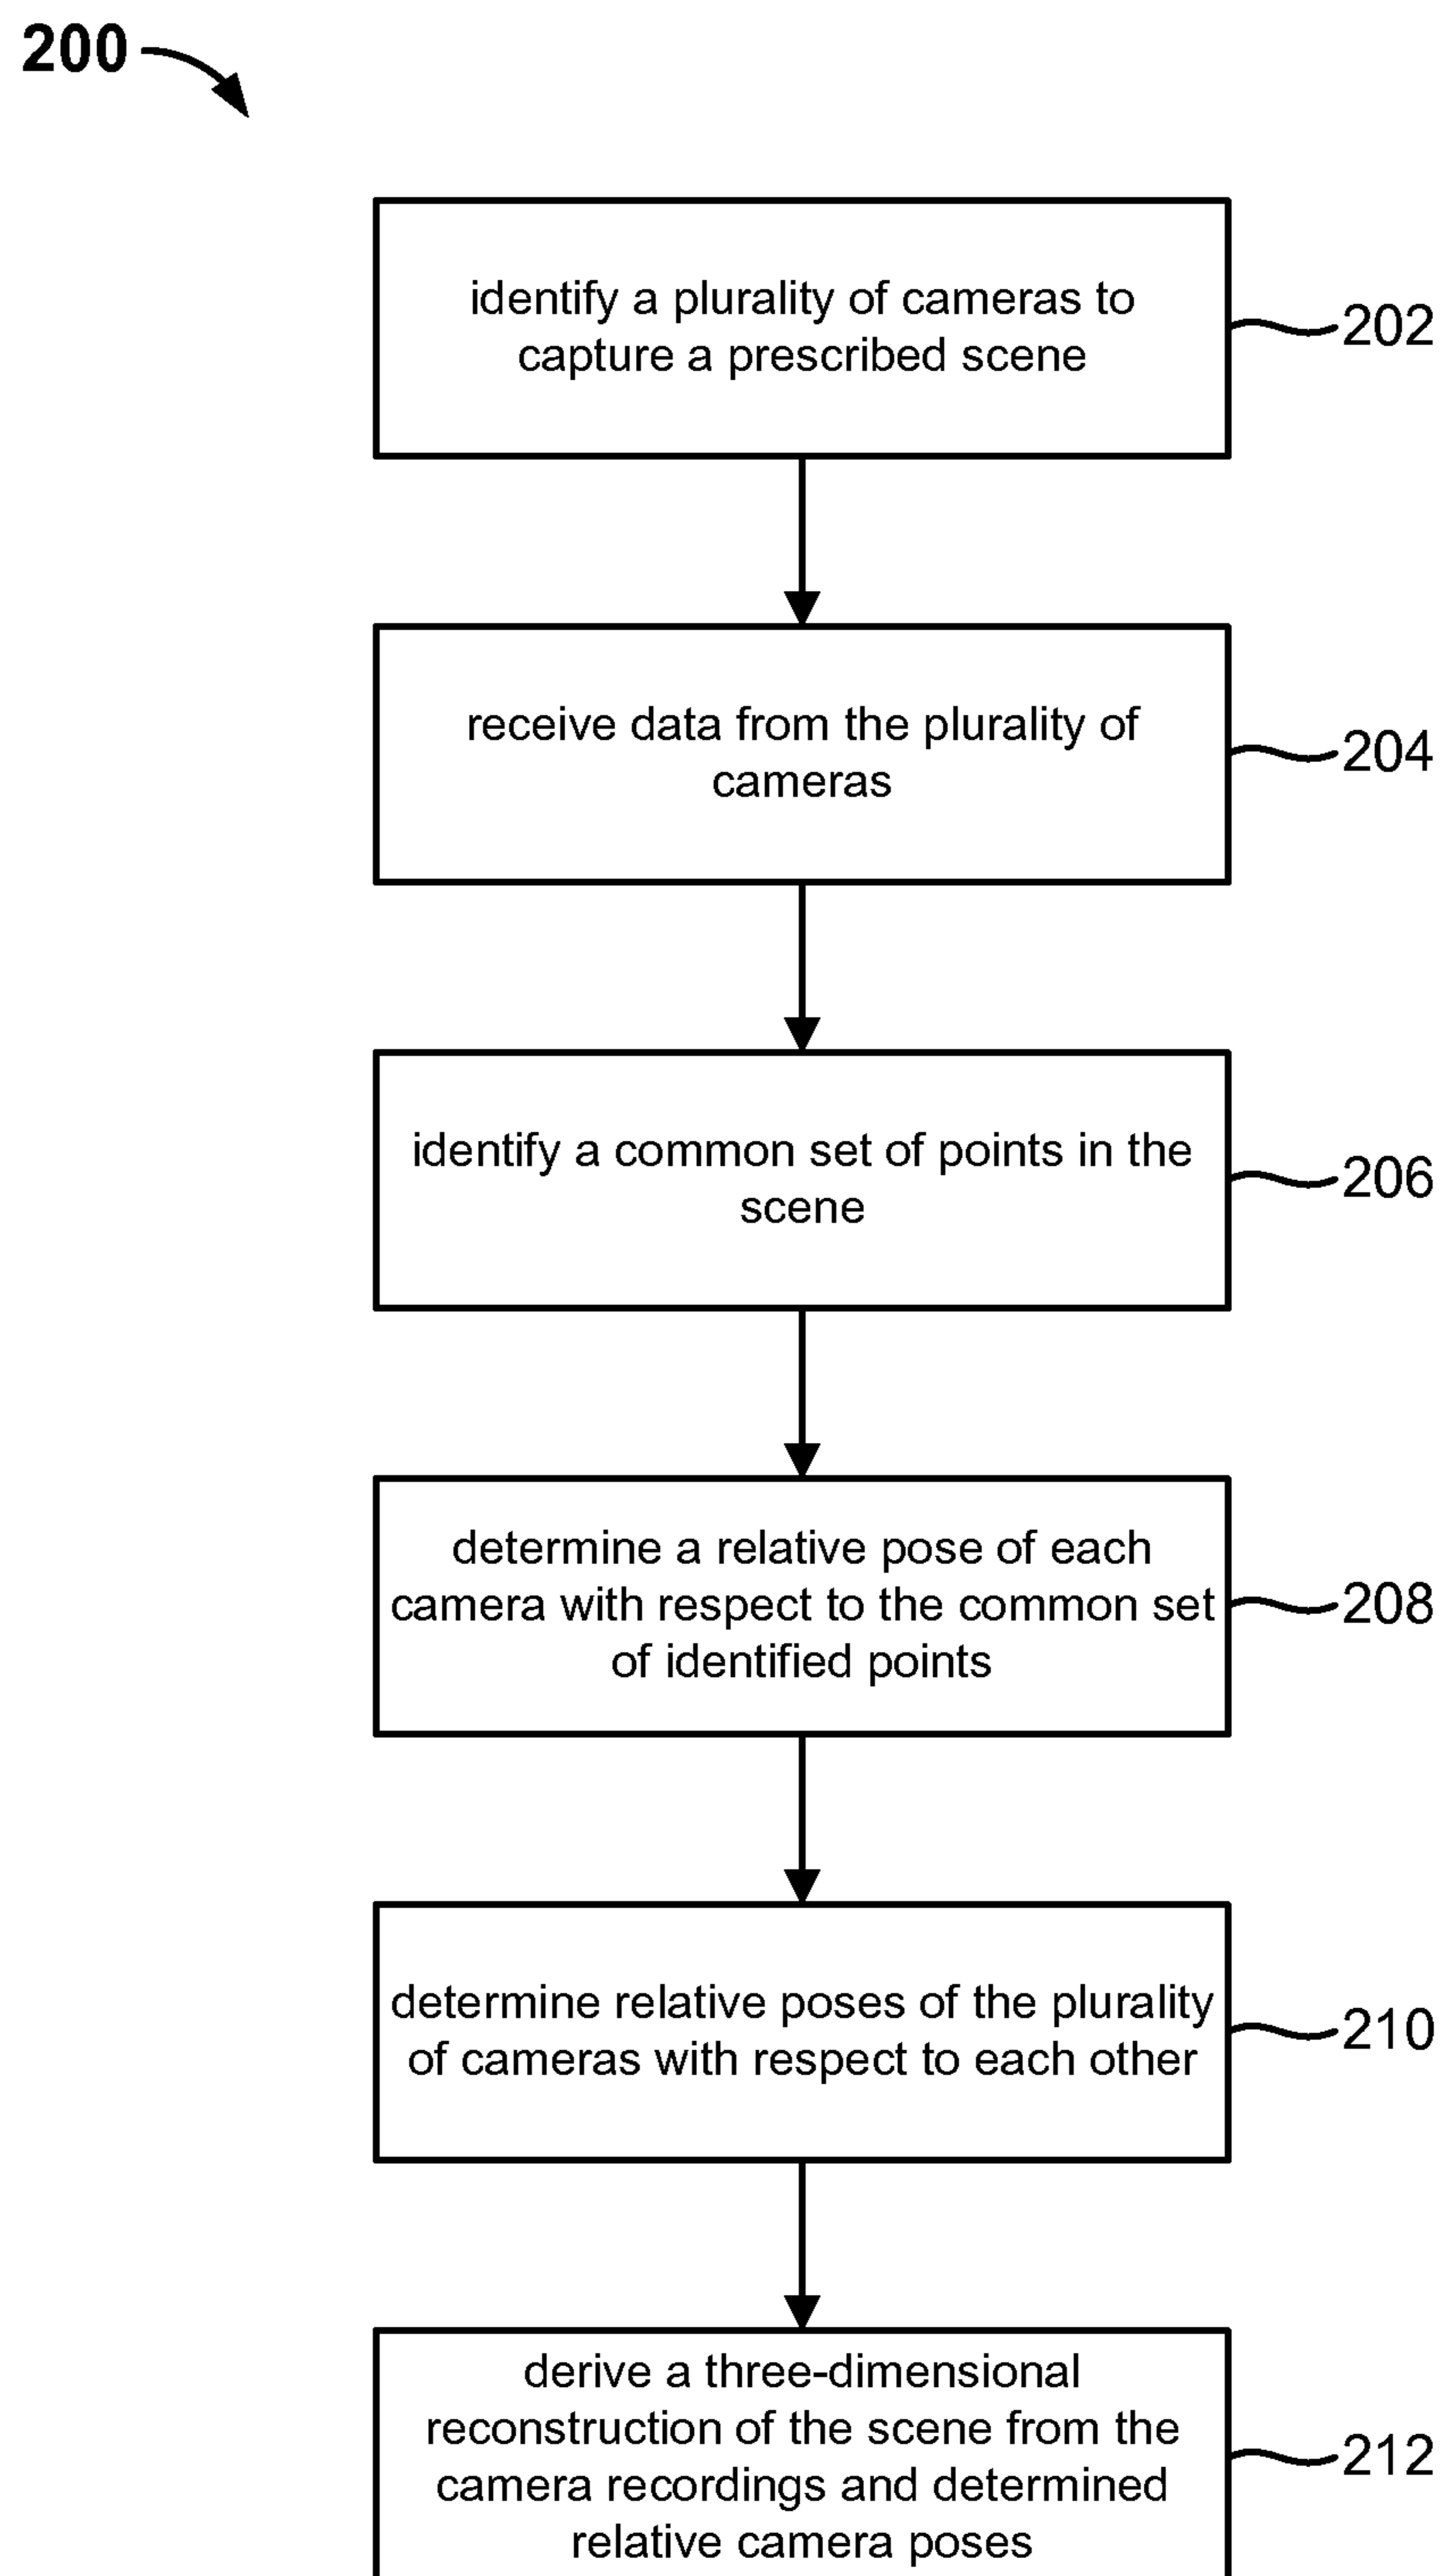 200
identify a plurality of cameras to
capture a prescribed scene
202
receive data from the plurality of
cameras
204
identify a common set of points in the
scene
206
determine a relative pose of each
camera with respect to the common set
of identified points
208
determine relative poses of the plurality
of cameras with respect to each other
210
derive a three-dimensional
reconstruction of the scene from the
camera recordings and determined
relative camera poses
212